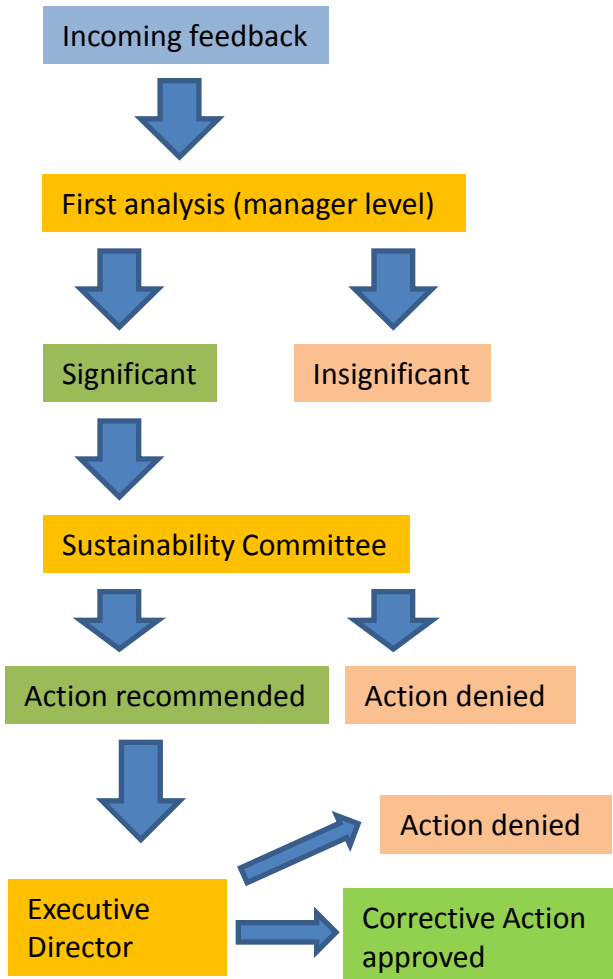 Incoming feedback
First analysis (manager level)
Significant
Insignificant
Sustainability Committee
Action recommended
Action denied
Action denied
Executive
Director
Corrective Action
approved